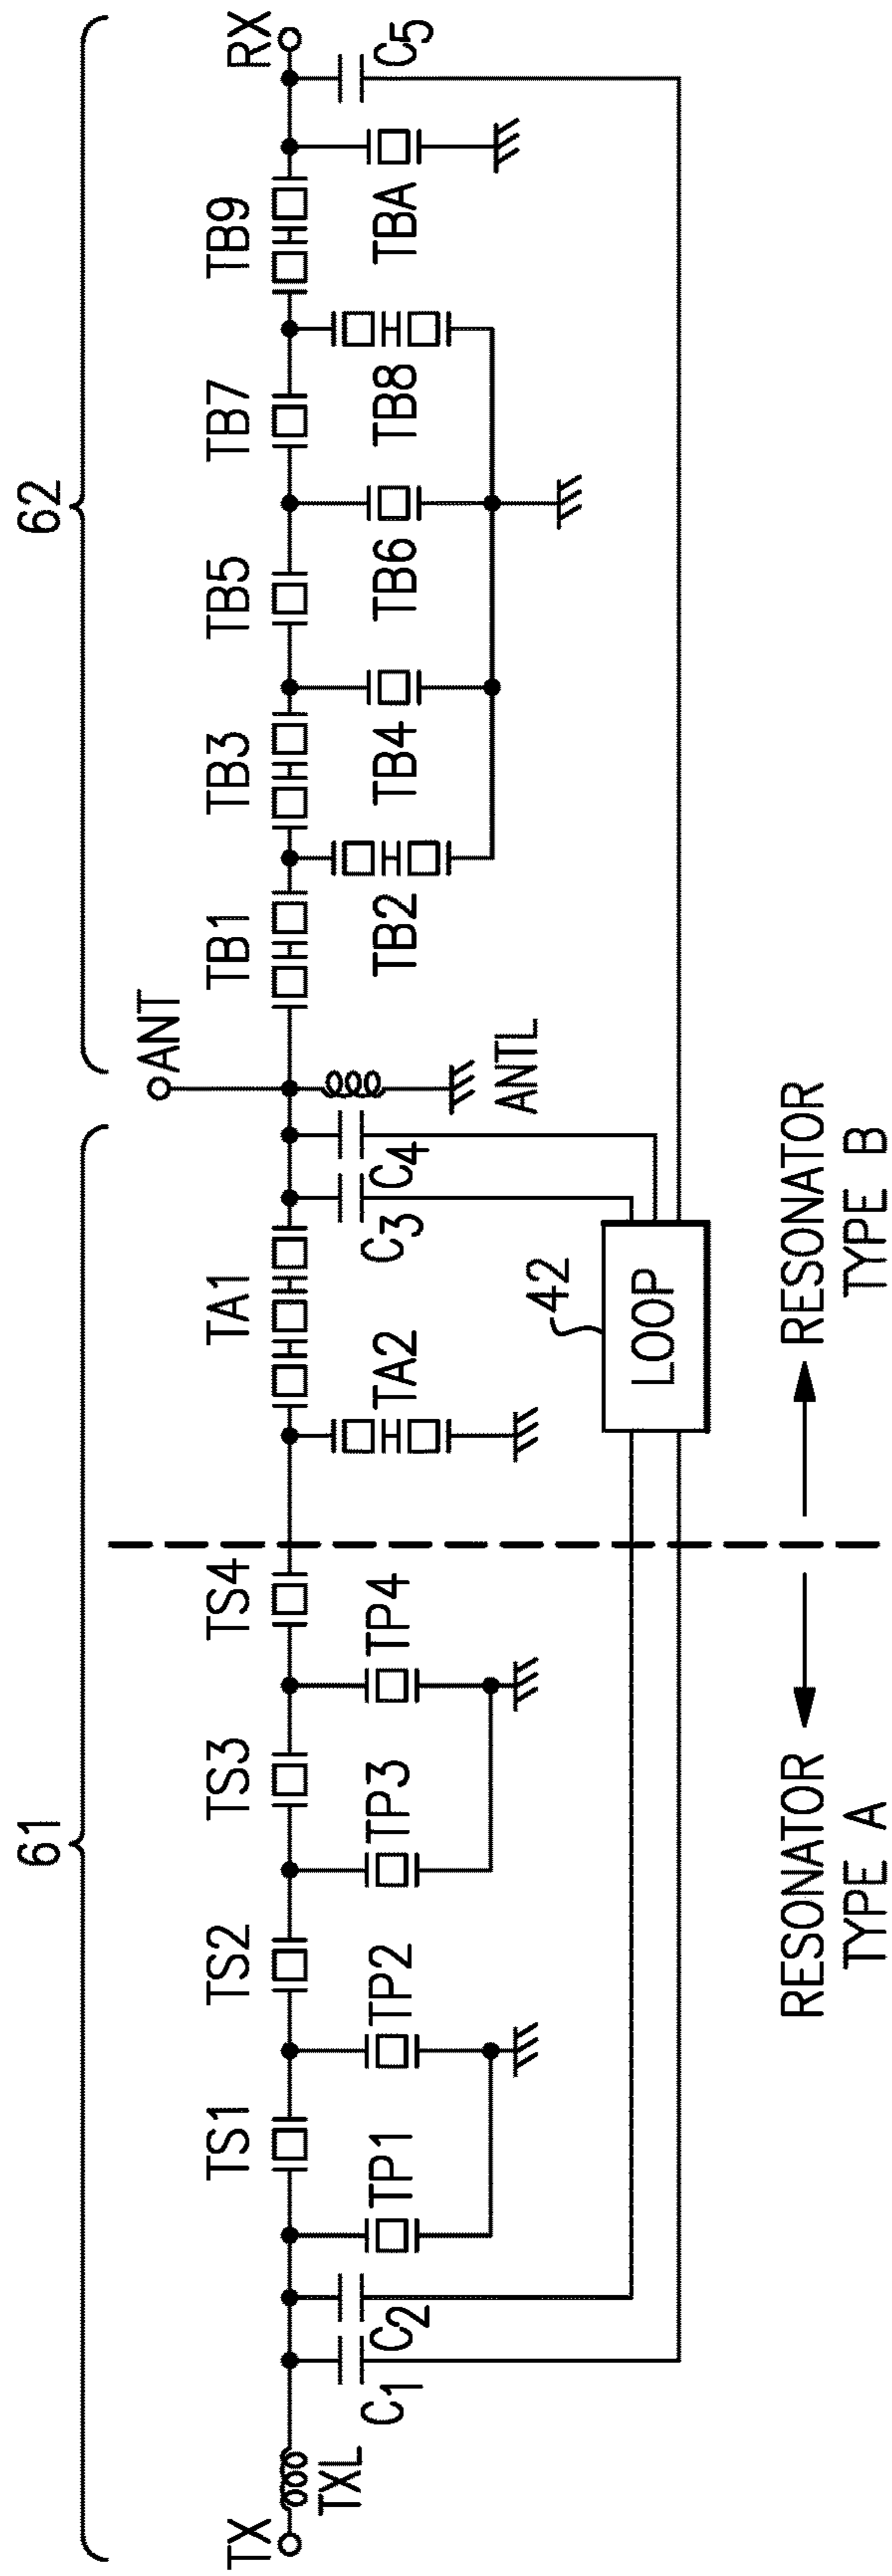 61
62
TX
TXL
C1
C2
TP1
TS1
TP2
TS2
TP3
TS3
TP4
TS4
TA2
TA1
C3
C4
ANT
ANTL
TB1
TB2
TB3
TB4
TB5
TB6
TB7
TB8
TB9
TBA
C5
RX
42
LOOP
RESONATOR
TYPE A
RESONATOR
TYPE B